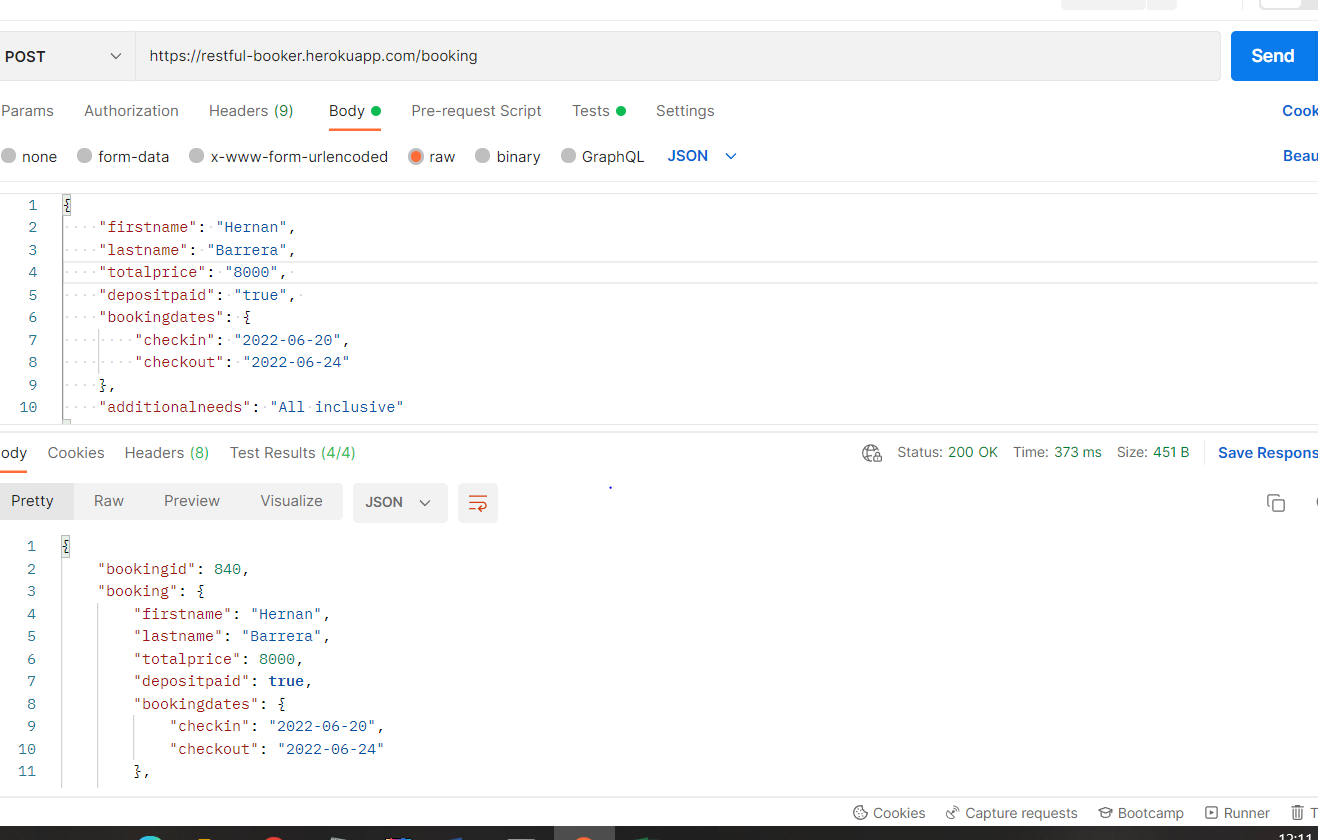 POST https://restful-booker.herokuapp.com/booking Send
Params Authorization Headers (9) Body Pre-request Script Tests Settings Cook
none form-data x-www-form-urlencoded raw binary GraphQL JSON Beau
1 {
2 "firstname": "Hernan",
3 "lastname": "Barrera",
4 "totalprice": "8000",
5 "depositpaid": "true",
6 "bookingdates": {
7 "checkin": "2022-06-20",
8 "checkout": "2022-06-24"
9 },
10 "additionalneeds": "All inclusive"
ody Cookies Headers (8) Test Results (4/4) Status: 200 OK Time: 373 ms Size: 451 B Save Respons
Pretty Raw Preview Visualize JSON
1 {
2 "bookingid": 840,
3 "booking": {
4 "firstname": "Hernan",
5 "lastname": "Barrera",
6 "totalprice": 8000,
7 "depositpaid": true,
8 "bookingdates": {
9 "checkin": "2022-06-20",
10 "checkout": "2022-06-24"
11 },
Cookies Capture requests Bootcamp Runner T
12:11